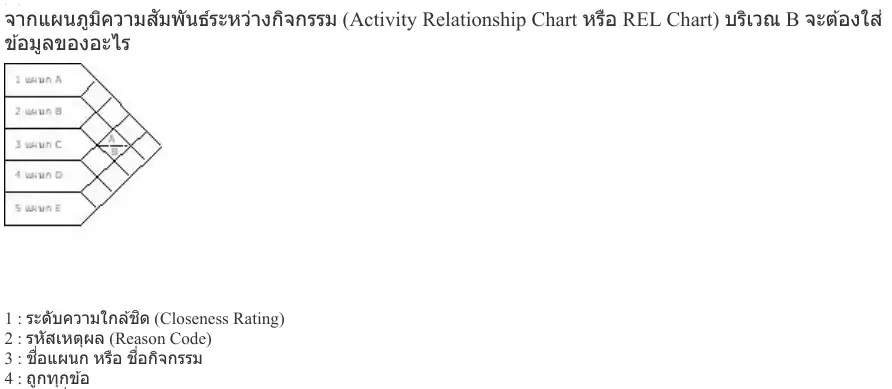 จากแผนภูมิความสัมพันธ์ระหว่างกิจกรรม (Activity Relationship Chart หรือ REL Chart) บริเวณ B จะต้องใส่
ข้อมูลของอะไร
1 แผนก A
2 แผนก B
3 แผนก C
A
B
4 แผนก D
5 แผนก E
1 : ระดับความใกล้ชิด (Closeness Rating)
2 : รหัสเหตุผล (Reason Code)
3 : ชื่อแผนก หรือ ชื่อกิจกรรม
4 : ถูกทุกข้อ